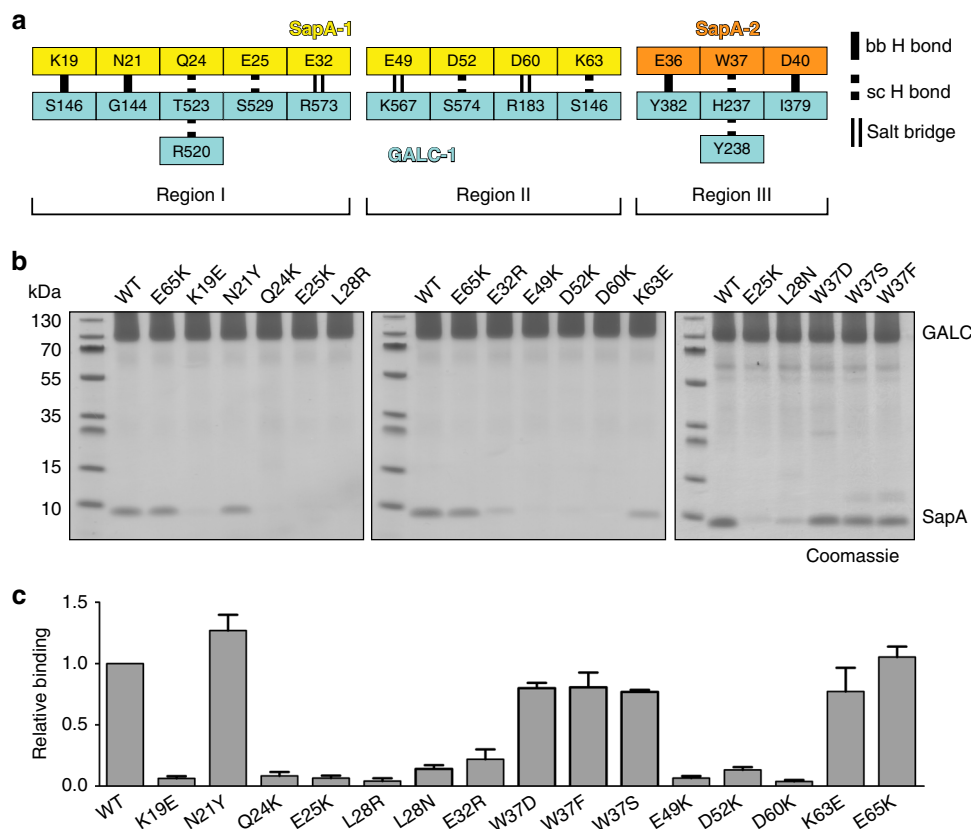 a
SapA-1 SapA-2
K19 N21 Q24 E25 E32 E49 D52 D60 K63 E36 W37 D40 bb H bond
S146 G144 T523 S529 R573 K567 S574 R183 S146 Y382 H237 I379 sc H bond
R520 GALC-1 Y238 Salt bridge
Region I Region II Region III
b
kDa WT E65K K19E N21Y Q24K E25K L28R WT E65K E32R E49K D52K D60K K63E WT E25K L28N W37D W37S W37F
130 GALC
70
55
35
15
10 SapA
Coomassie
c
Relative binding
1.5
1.0
0.5
0.0
WT K19E N21Y Q24K E25K L28R L28N E32R W37D W37F W37S E49K D52K D60K K63E E65K